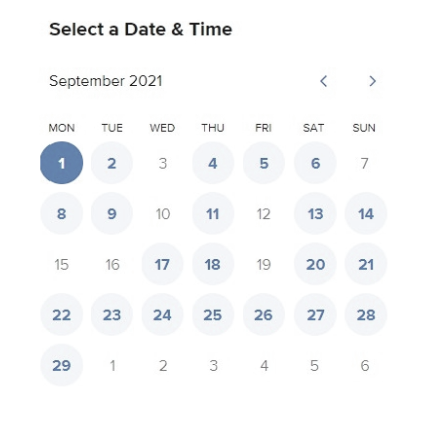 Select a Date & Time
September 2021
MON TUE WED THU FRI SAT SUN
1 2 3 4 5 6 7
8 9 10 11 12 13 14
15 16 17 18 19 20 21
22 23 24 25 26 27 28
29 1 2 3 4 5 6